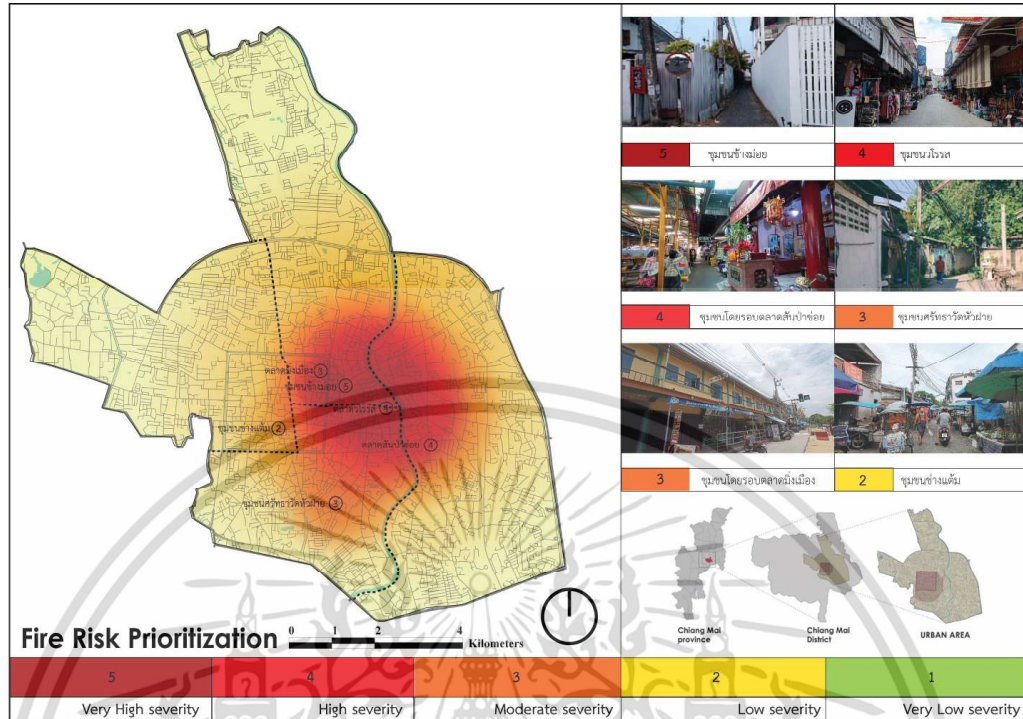 5 ชุมชนช้างม่อย
4 ชุมชนวโรรส
4 ชุมชนโดยรอบตลาดสันป่าข่อย
3 ชุมชนศรัทธาวัดหัวฝาย
3 ชุมชนโดยรอบตลาดมิ่งเมือง
2 ชุมชนช่างแต้ม
ตลาดมิ่งเมือง 3
ชุมชนช้างม่อย 5
ตลาดวโรรส 4
ชุมชนช่างแต้ม 2
ตลาดสันป่าข่อย 4
ชุมชนศรัทธาวัดหัวฝาย 3
Chiang Mai
province
Chiang Mai
District
URBAN AREA
Fire Risk Prioritization
0 1 2 4
Kilometers
5 4 3 2 1
Very High severity High severity Moderate severity Low severity Very Low severity